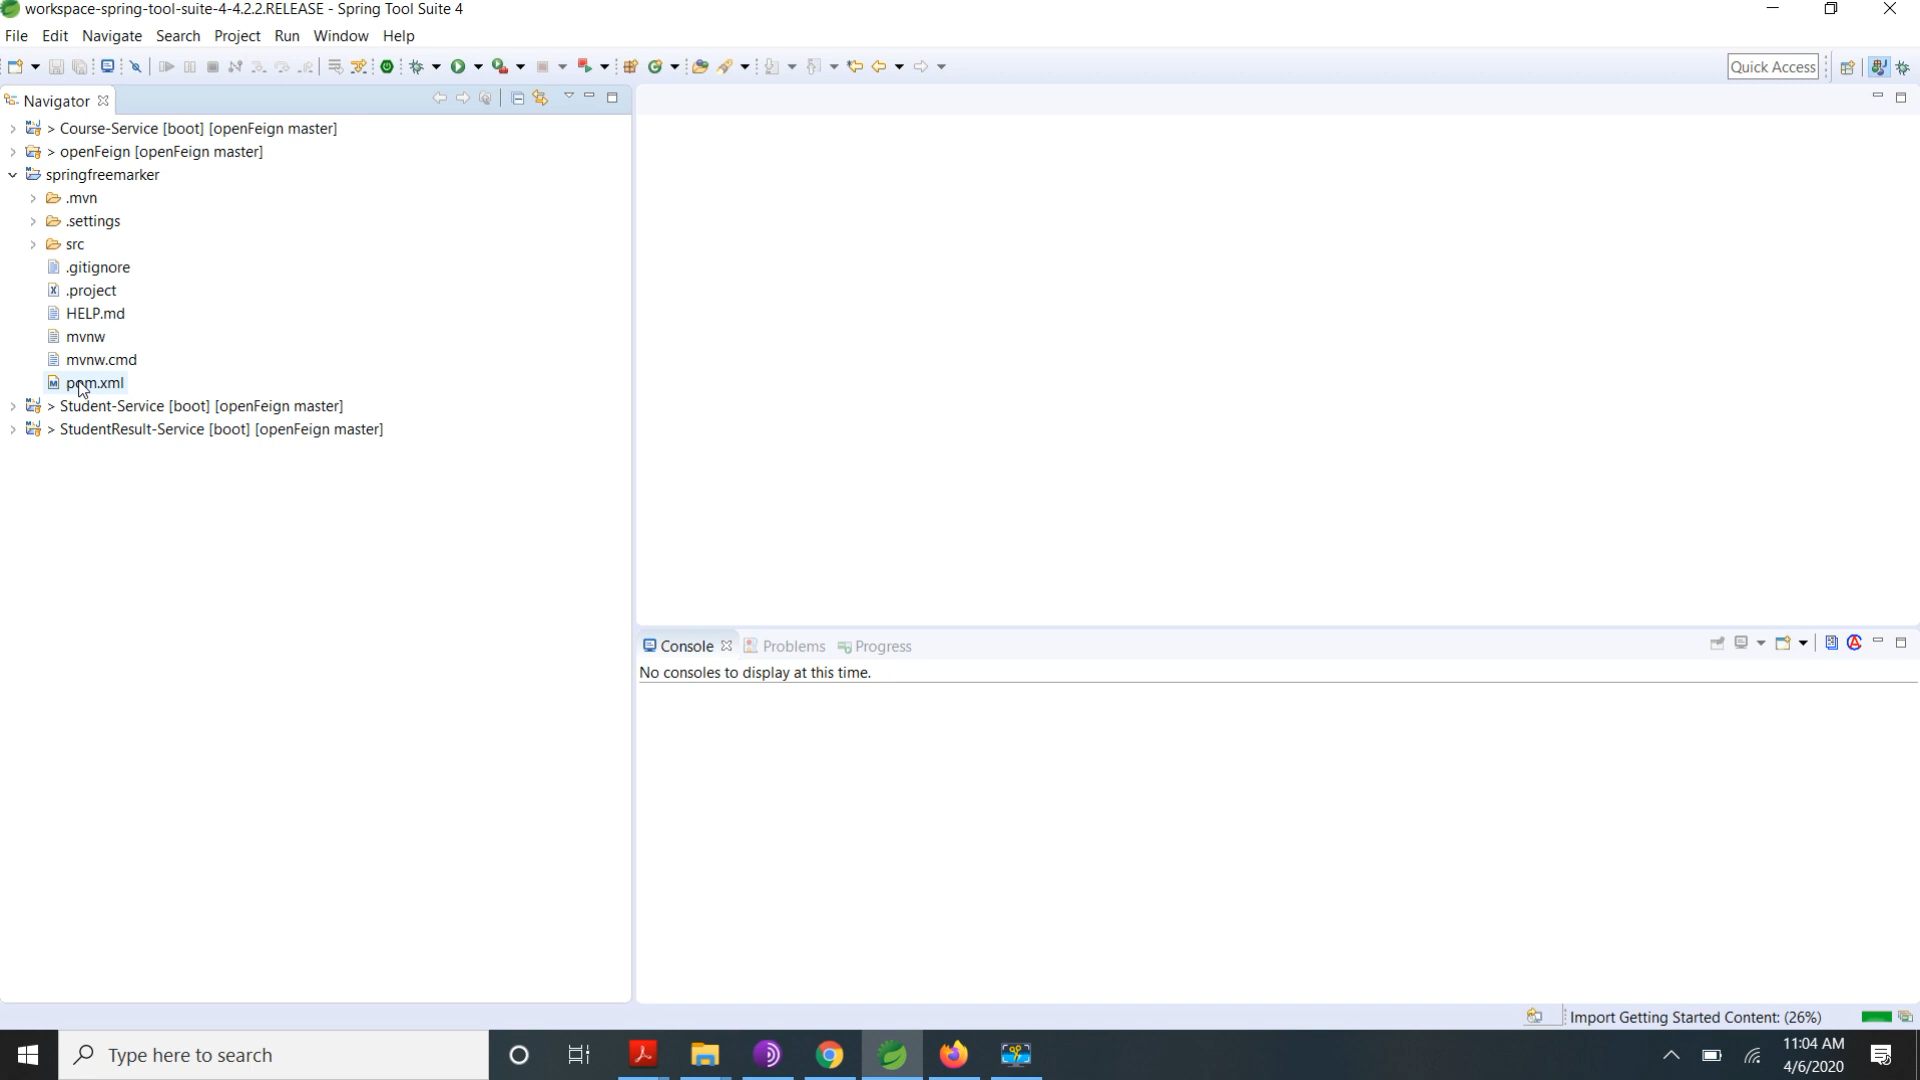 workspace-spring-tool-suite-4-4.2.2.RELEASE - Spring Tool Suite 4
File Edit Navigate Search Project Run Window Help
Quick Access
Navigator
> Course-Service [boot] [openFeign master]
> openFeign [openFeign master]
springfreemarker
.mvn
.settings
src
.gitignore
.project
HELP.md
mvnw
mvnw.cmd
pom.xml
> Student-Service [boot] [openFeign master]
> StudentResult-Service [boot] [openFeign master]
Console Problems Progress
No consoles to display at this time.
Import Getting Started Content: (26%)
Type here to search
11:04 AM
4/6/2020